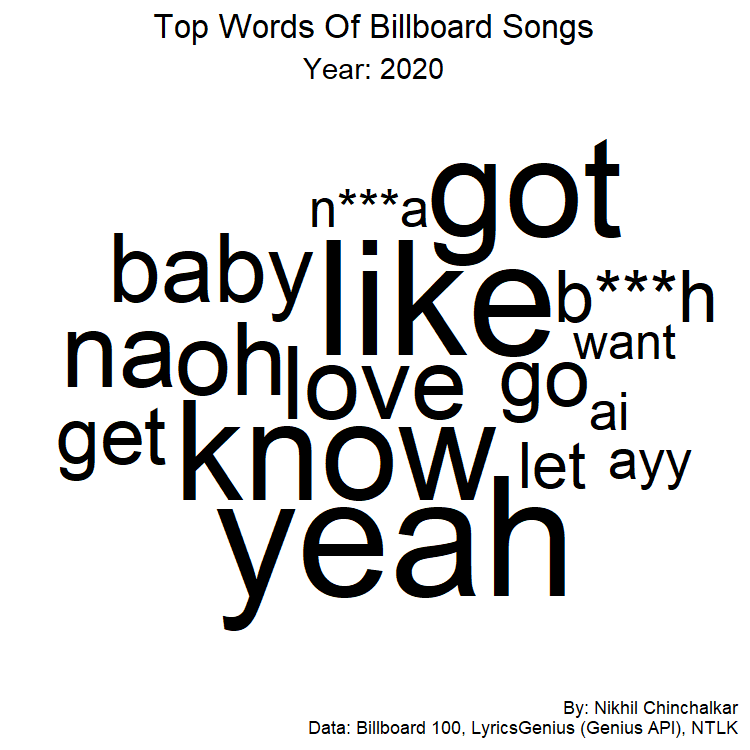 Top Words Of Billboard Songs
Year: 2020
got
n***a
baby
like
b***h
na
oh
want
love
go
ai
get
know
let
ayy
yeah
By: Nikhil Chinchalkar
Data: Billboard 100, LyricsGenius (Genius API), NTLK